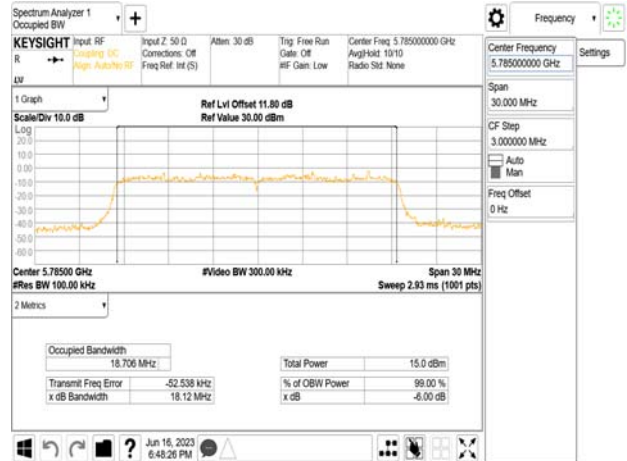 Spectrum Analyzer 1
Occupied BW
Frequency
KEYSIGHT
Input: RF
Coupling: DC
Align: Auto/No RF
Input Z: 50 Ω
Corrections: Off
Freq Ref: Int (S)
Atten: 30 dB
Trig: Free Run
Gate: Off
#IF Gain: Low
Center Freq: 5.785000000 GHz
Avg|Hold: 10/10
Radio Std: None
R
1 Graph
Scale/Div 10.0 dB
Ref Lvl Offset 11.80 dB
Ref Value 30.00 dBm
Log
20.0
10.0
0.00
-10.0
-20.0
-30.0
-40.0
-50.0
-60.0
Center 5.78500 GHz
#Res BW 100.00 kHz
#Video BW 300.00 kHz
Span 30 MHz
Sweep 2.93 ms (1001 pts)
2 Metrics
Occupied Bandwidth
18.706 MHz
Transmit Freq Error -52.538 kHz
x dB Bandwidth 18.12 MHz
Total Power 15.0 dBm
% of OBW Power 99.00 %
x dB -6.00 dB
Jun 16, 2023
6:48:26 PM
Center Frequency
5.785000000 GHz
Settings
Span
30.000 MHz
CF Step
3.000000 MHz
Auto
Man
Freq Offset
0 Hz